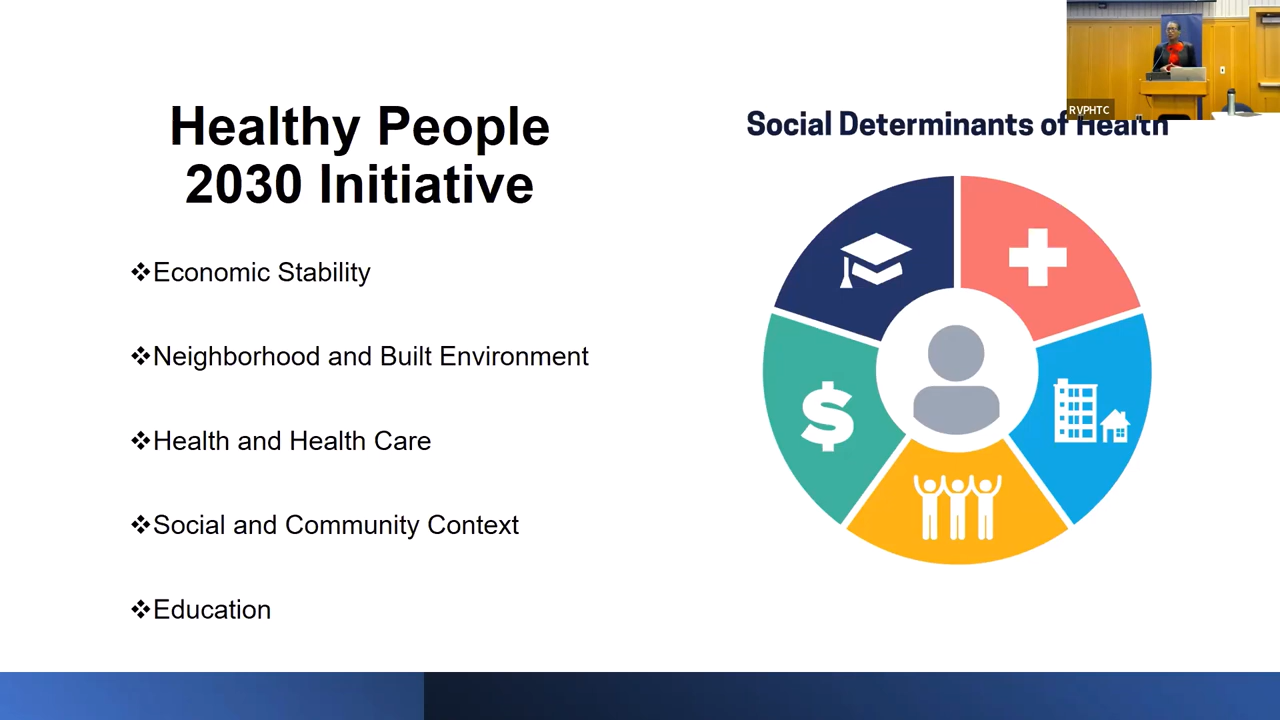 Healthy People
2030 Initiative
❖Economic Stability
❖Neighborhood and Built Environment
❖Health and Health Care
❖Social and Community Context
❖Education
Social Determinants of Health
$
RVPHTC